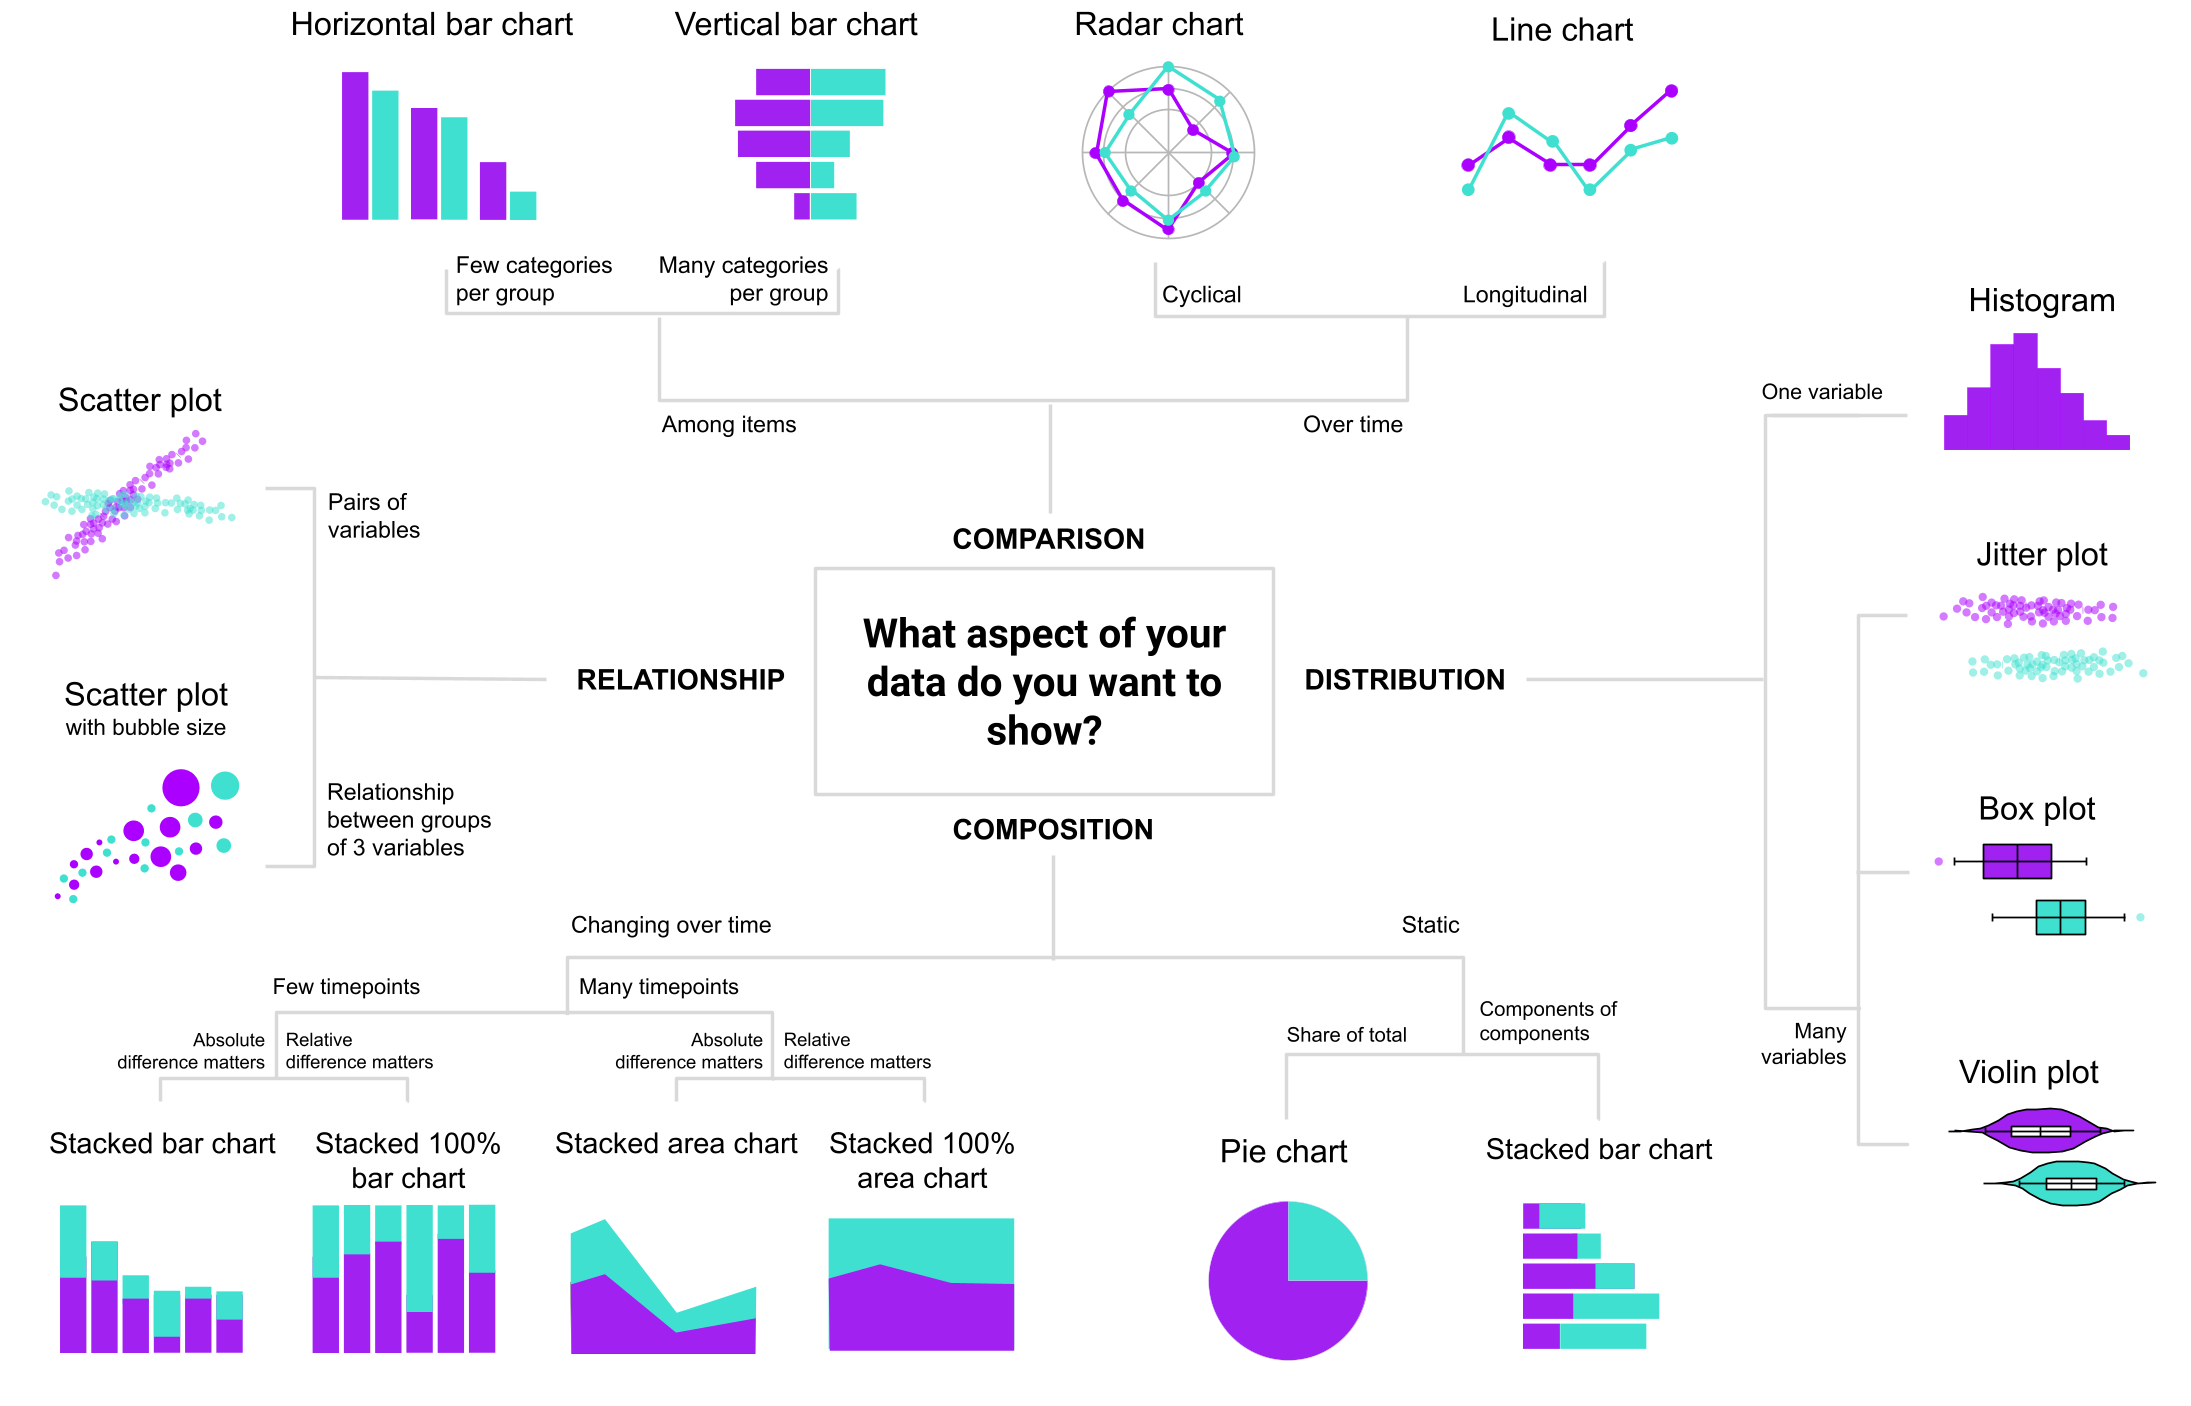 Horizontal bar chart
Vertical bar chart
Radar chart
Line chart
Few categories
per group
Many categories
per group
Cyclical
Longitudinal
Among items
Over time
Histogram
One variable
Scatter plot
Pairs of
variables
COMPARISON
Jitter plot
What aspect of your
data do you want to
show?
RELATIONSHIP
DISTRIBUTION
Scatter plot
with bubble size
Relationship
between groups
of 3 variables
COMPOSITION
Box plot
Changing over time
Static
Few timepoints
Many timepoints
Absolute
difference matters
Relative
difference matters
Absolute
difference matters
Relative
difference matters
Share of total
Components of
components
Many
variables
Violin plot
Stacked bar chart
Stacked 100%
bar chart
Stacked area chart
Stacked 100%
area chart
Pie chart
Stacked bar chart